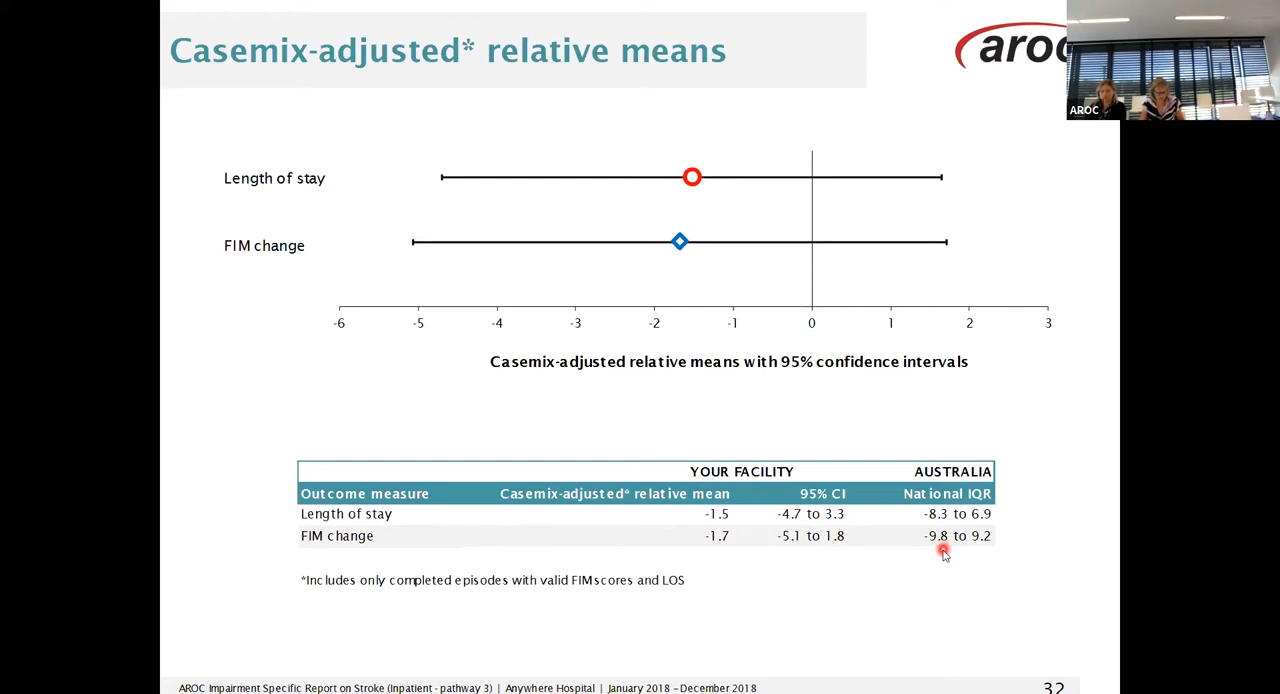 Casemix-adjusted* relative means
aroc
AROC
Length of stay
FIM change
-6 -5 -4 -3 -2 -1 0 1 2 3
Casemix-adjusted relative means with 95% confidence intervals
YOUR FACILITY AUSTRALIA
Outcome measure Casemix-adjusted* relative mean 95% CI National IQR
Length of stay -1.5 -4.7 to 3.3 -8.3 to 6.9
FIM change -1.7 -5.1 to 1.8 -9.8 to 9.2
*Includes only completed episodes with valid FIM scores and LOS
AROC Impairment Specific Report on Stroke (Inpatient - pathway 3) | Anywhere Hospital | January 2018 – December 2018 32